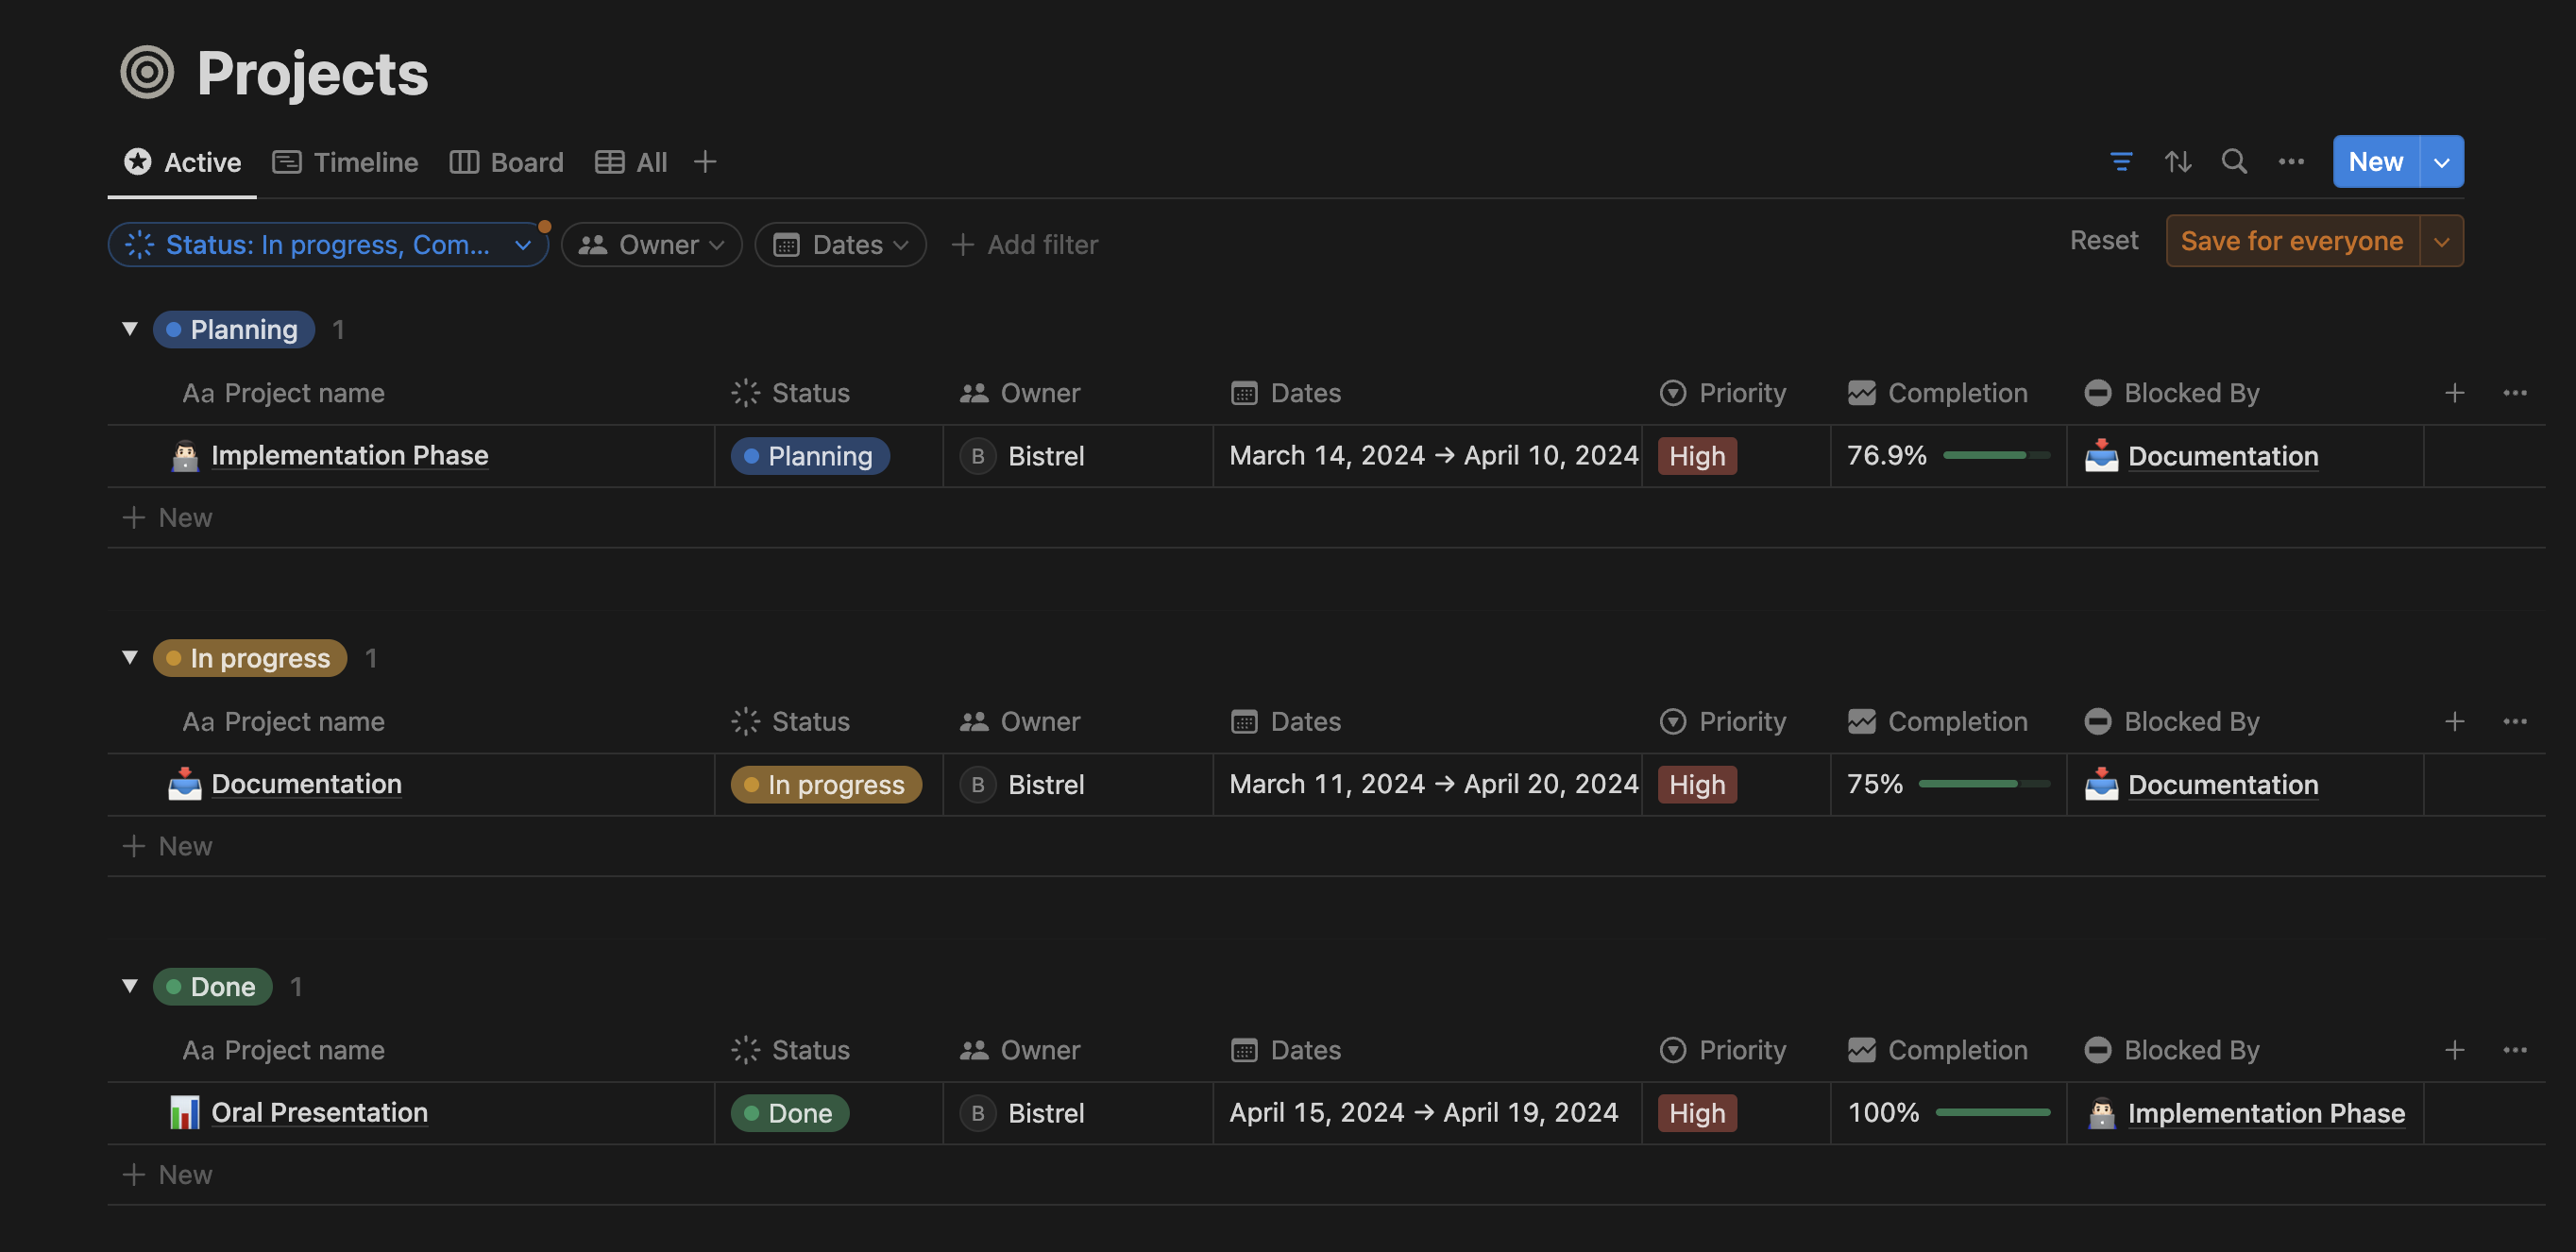 Projects
Active Timeline Board All New
Status: In progress, Com... Owner Dates Add filter Reset Save for everyone
Planning 1
Aa Project name Status Owner Dates Priority Completion Blocked By
Implementation Phase Planning B Bistrel March 14, 2024 → April 10, 2024 High 76.9% Documentation
+ New
In progress 1
Aa Project name Status Owner Dates Priority Completion Blocked By
Documentation In progress B Bistrel March 11, 2024 → April 20, 2024 High 75% Documentation
+ New
Done 1
Aa Project name Status Owner Dates Priority Completion Blocked By
Oral Presentation Done B Bistrel April 15, 2024 → April 19, 2024 High 100% Implementation Phase
+ New